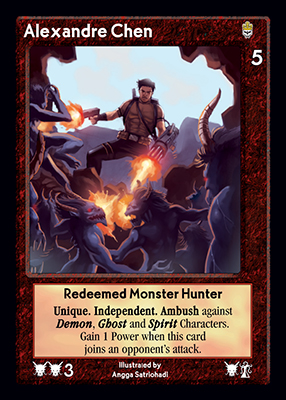 Alexandre Chen
5
Redeemed Monster Hunter
Unique. Independent. Ambush against
Demon, Ghost and Spirit Characters.
Gain 1 Power when this card
joins an opponent's attack.
3
Illustrated by
Angga Satriohadi